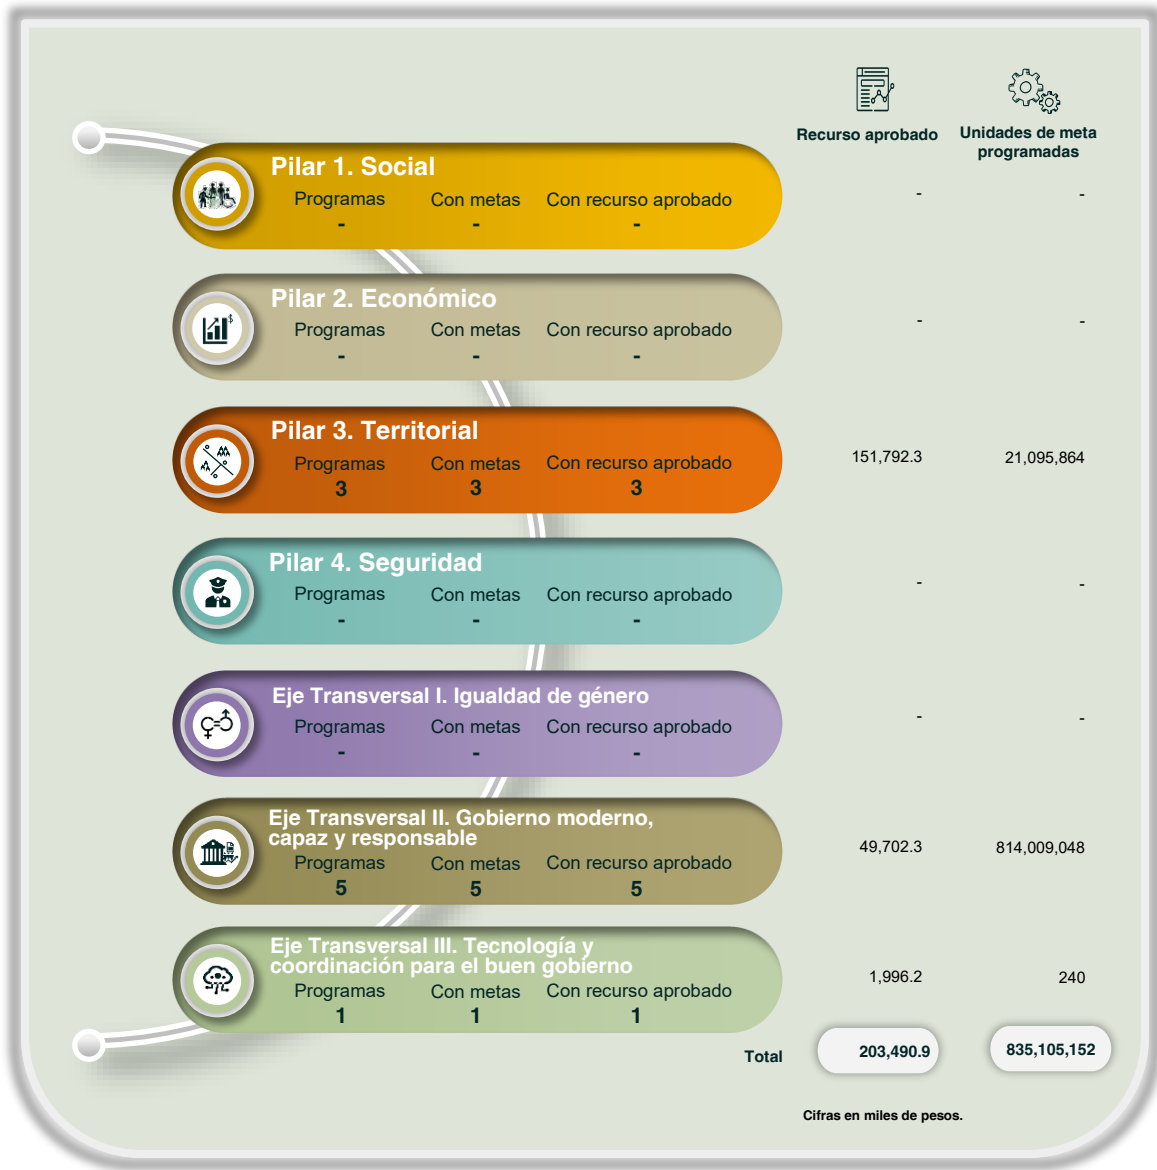 Recurso aprobado
Unidades de meta
programadas
Pilar 1. Social
Programas Con metas Con recurso aprobado
- - -
- -
Pilar 2. Económico
Programas Con metas Con recurso aprobado
- - -
- -
Pilar 3. Territorial
Programas Con metas Con recurso aprobado
3 3 3
151,792.3 21,095,864
Pilar 4. Seguridad
Programas Con metas Con recurso aprobado
- - -
- -
Eje Transversal I. Igualdad de género
Programas Con metas Con recurso aprobado
- - -
- -
Eje Transversal II. Gobierno moderno,
capaz y responsable
Programas Con metas Con recurso aprobado
5 5 5
49,702.3 814,009,048
Eje Transversal III. Tecnología y
coordinación para el buen gobierno
Programas Con metas Con recurso aprobado
1 1 1
1,996.2 240
Total 203,490.9 835,105,152
Cifras en miles de pesos.